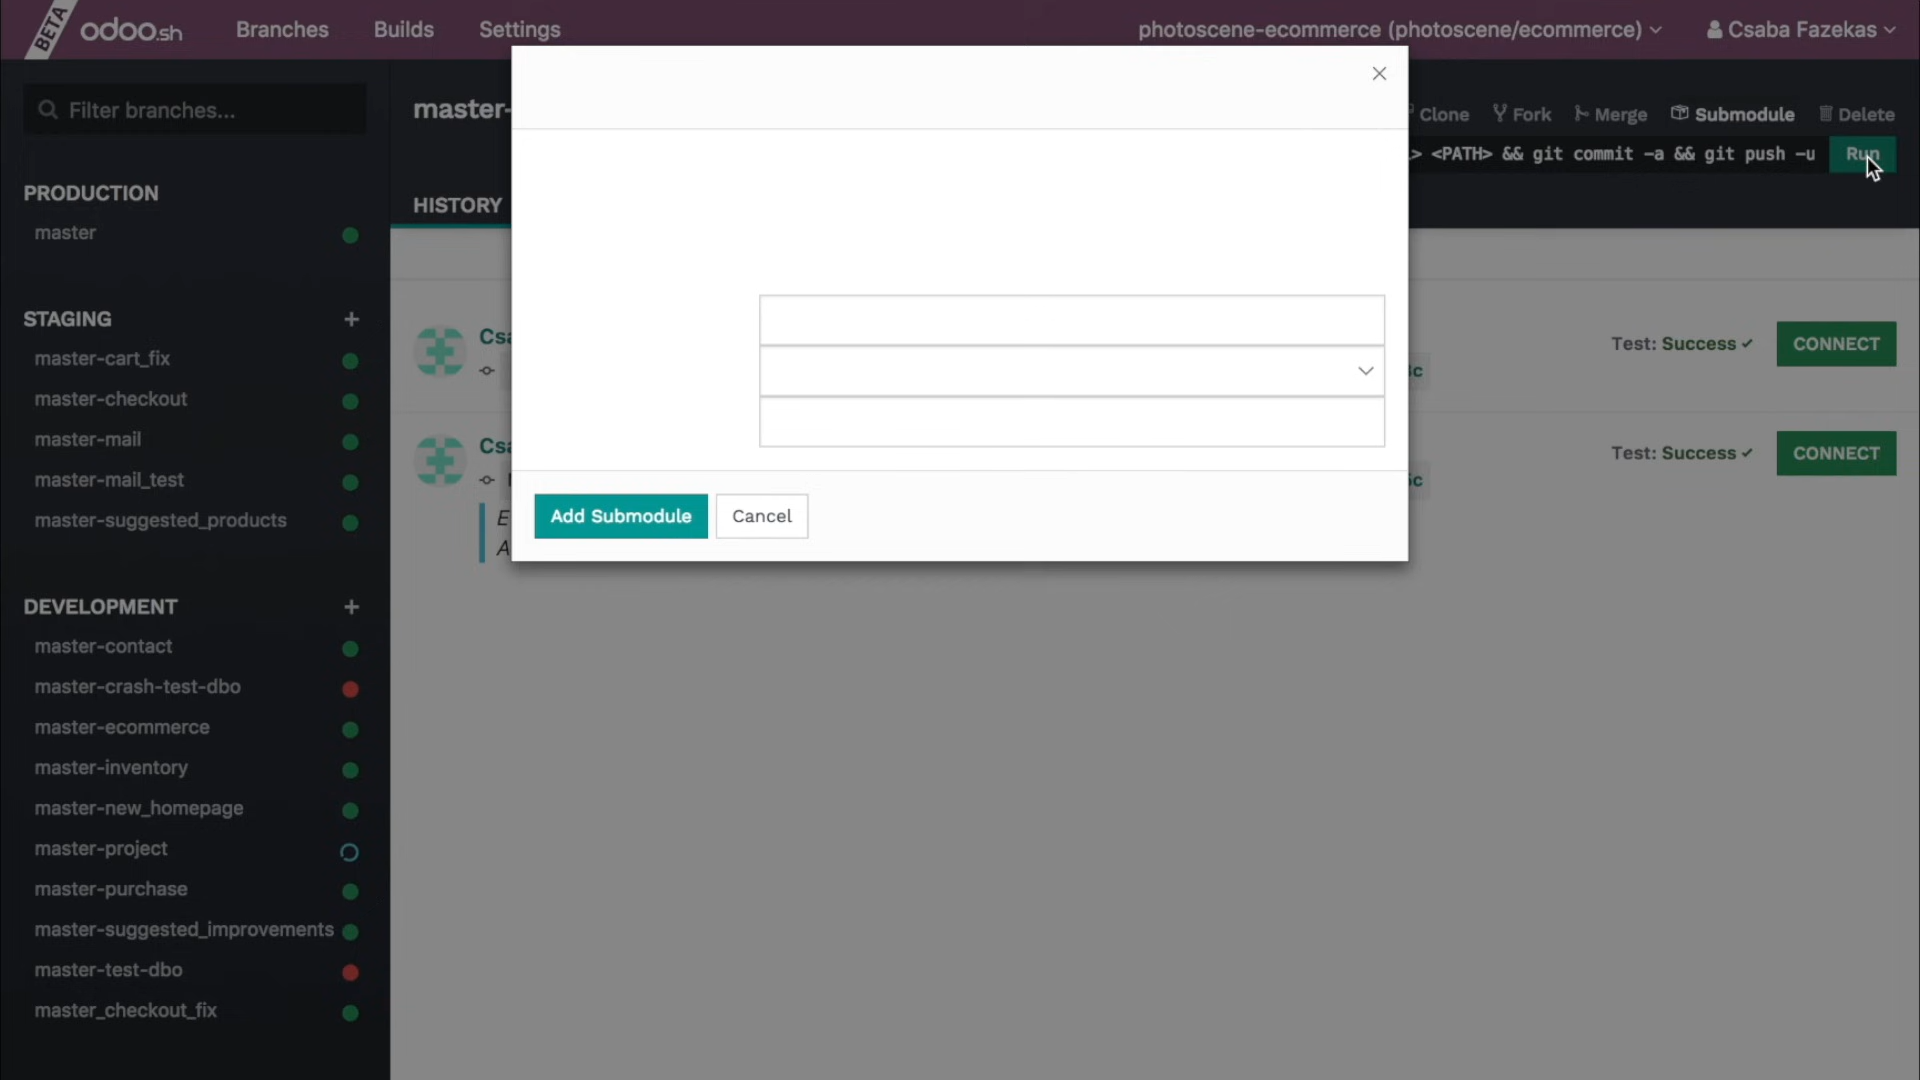 BETA odoo.sh Branches Builds Settings photoscene-ecommerce (photoscene/ecommerce) Csaba Fazekas
Filter branches...
master-
Clone Fork Merge Submodule Delete
> <PATH> && git commit -a && git push -u Run
HISTORY
PRODUCTION
master
STAGING +
master-cart_fix
master-checkout
master-mail
master-mail_test
master-suggested_products
DEVELOPMENT +
master-contact
master-crash-test-dbo
master-ecommerce
master-inventory
master-new_homepage
master-project
master-purchase
master-suggested_improvements
master-test-dbo
master_checkout_fix
Csa
Test: Success ✓ CONNECT
Csa
Test: Success ✓ CONNECT
E
A
Add Submodule Cancel